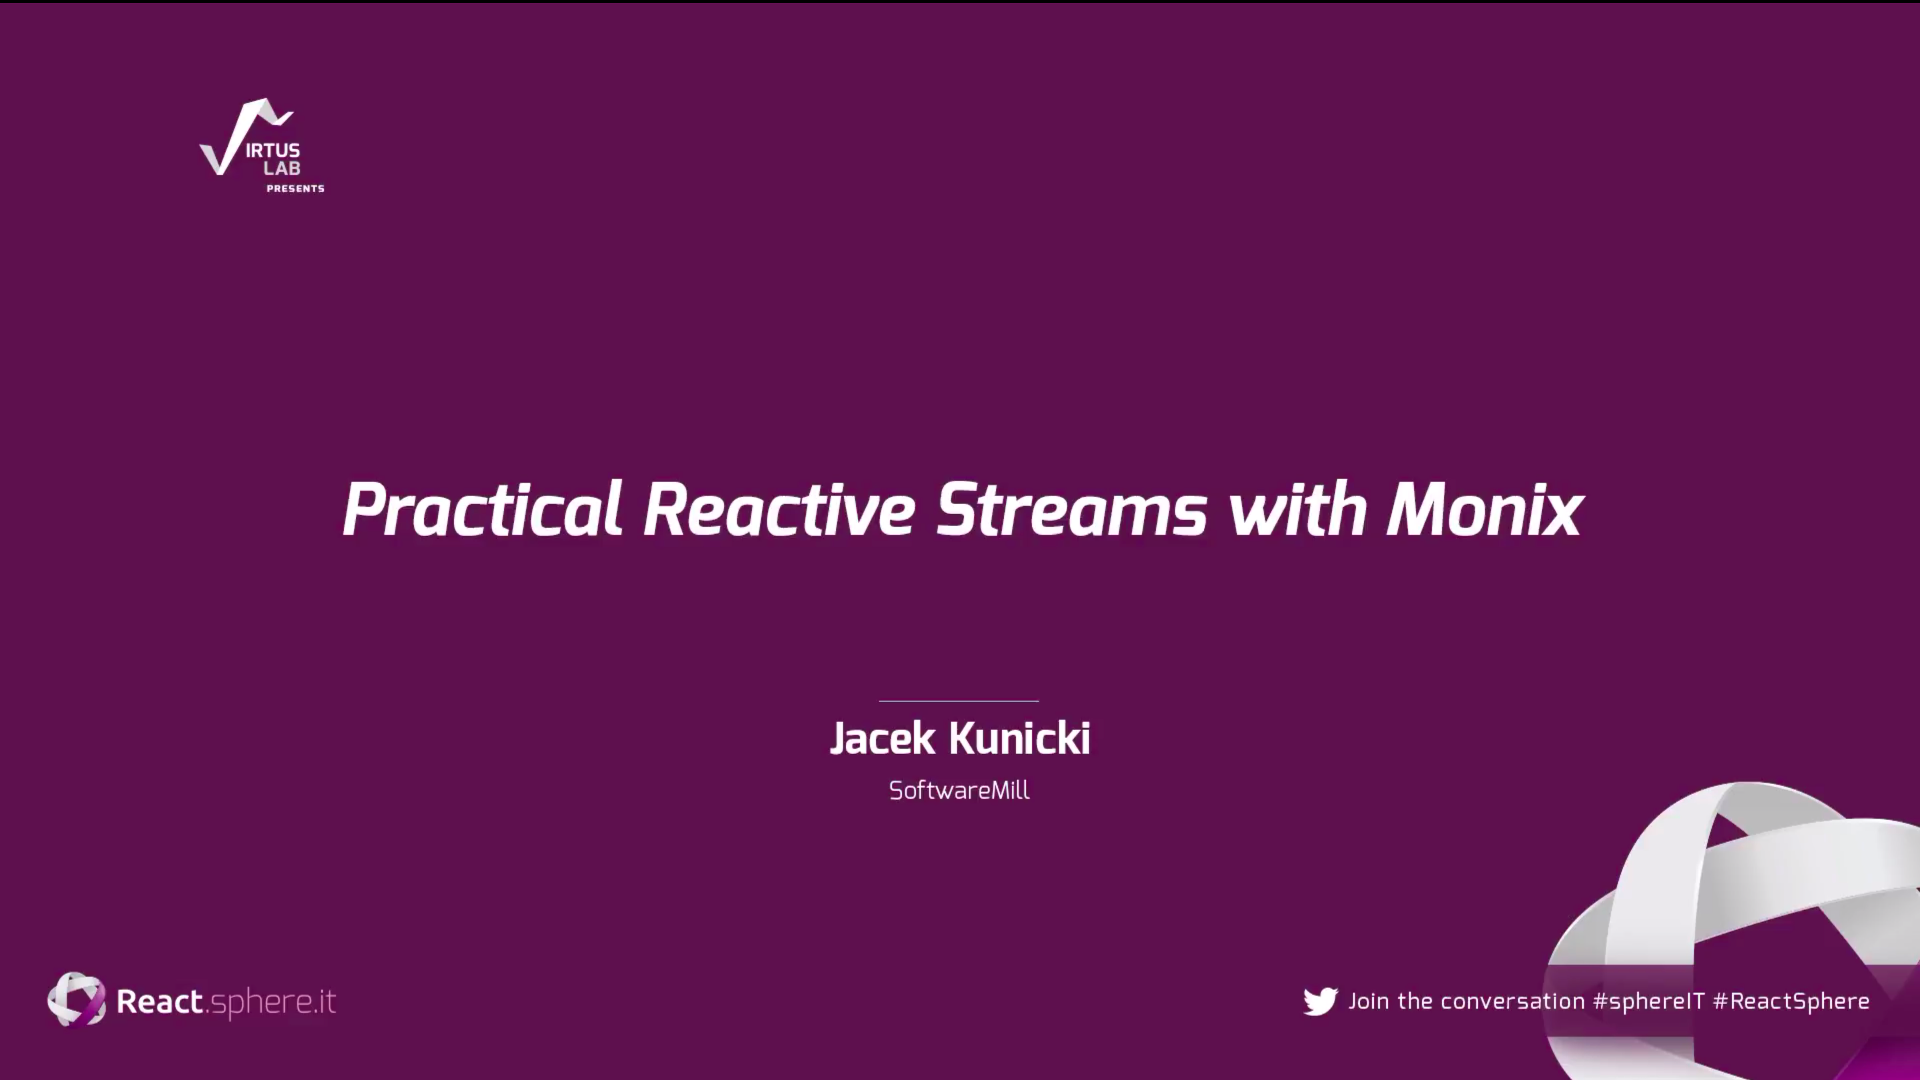 VIRTUS
LAB
PRESENTS
Practical Reactive Streams with Monix
Jacek Kunicki
SoftwareMill
React.sphere.it
Join the conversation #sphereIT #ReactSphere